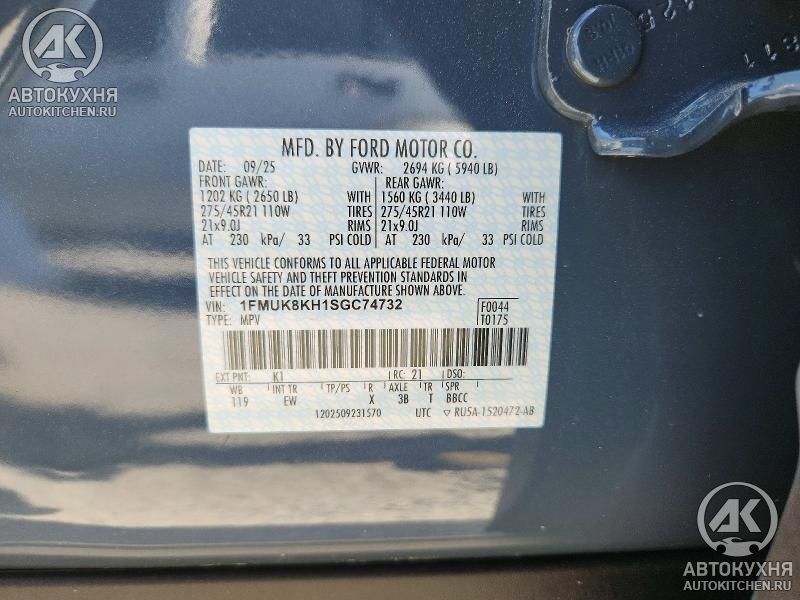 АК
АВТОКУХНЯ
AUTOKITCHEN.RU
MFD. BY FORD MOTOR CO.
DATE: 09/25 GVWR: 2694 KG ( 5940 LB)
FRONT GAWR: REAR GAWR:
1202 KG ( 2650 LB) WITH 1560 KG ( 3440 LB) WITH
275/45R21 110W TIRES 275/45R21 110W TIRES
21x9.0J RIMS 21x9.0J RIMS
AT 230 kPa/ 33 PSI COLD AT 230 kPa/ 33 PSI COLD
THIS VEHICLE CONFORMS TO ALL APPLICABLE FEDERAL MOTOR
VEHICLE SAFETY AND THEFT PREVENTION STANDARDS IN
EFFECT ON THE DATE OF MANUFACTURE SHOWN ABOVE.
VIN: 1FMUK8KH1SGC74732 F0044
TYPE: MPV T0175
EXT PNT: K1 RC: 21 DSO:
WB INT TR TP/PS R AXLE TR SPR
119 EW X 3B T BBCC
1202509231570 UTC ▽ RU5A-1520472-AB
АК
АВТОКУХНЯ
AUTOKITCHEN.RU